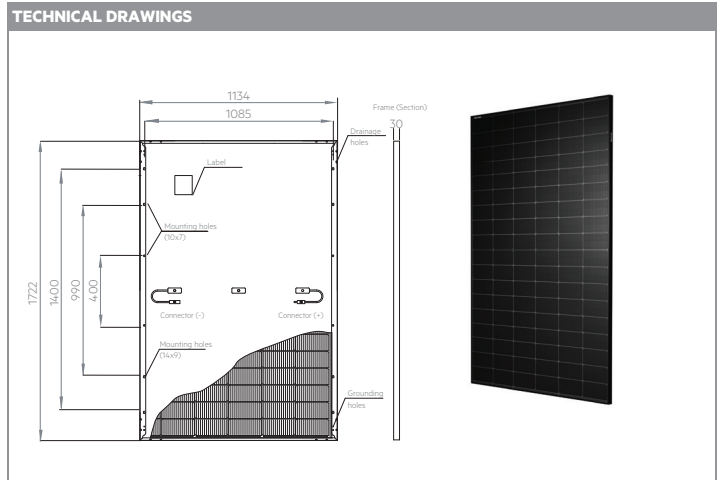 TECHNICAL DRAWINGS
1134
1085
Frame (Section)
30
Drainage
holes
Label
Mounting holes
(10x7)
1722
1400
990
400
Connector (-)
Connector (+)
Mounting holes
(14x9)
Grounding
holes